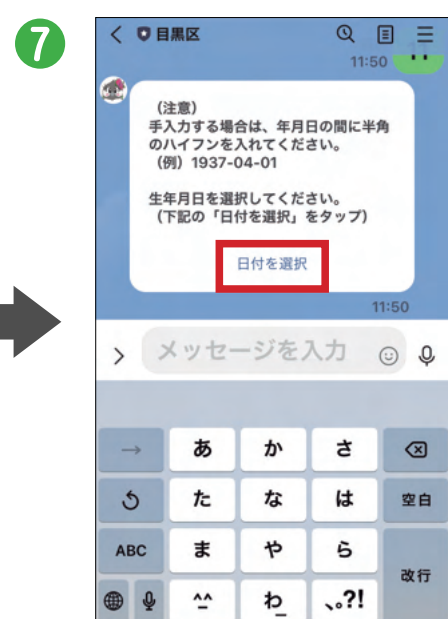 7
目黒区
11:50
11
(注意)
手入力する場合は、年月日の間に半角
のハイフンを入れてください。
(例)1937-04-01
生年月日を選択してください。
(下記の「日付を選択」をタップ)
日付を選択
11:50
メッセージを入力
→ あ か さ
た な は 空白
ABC ま や ら
改行
^^ わ_ 、。?!